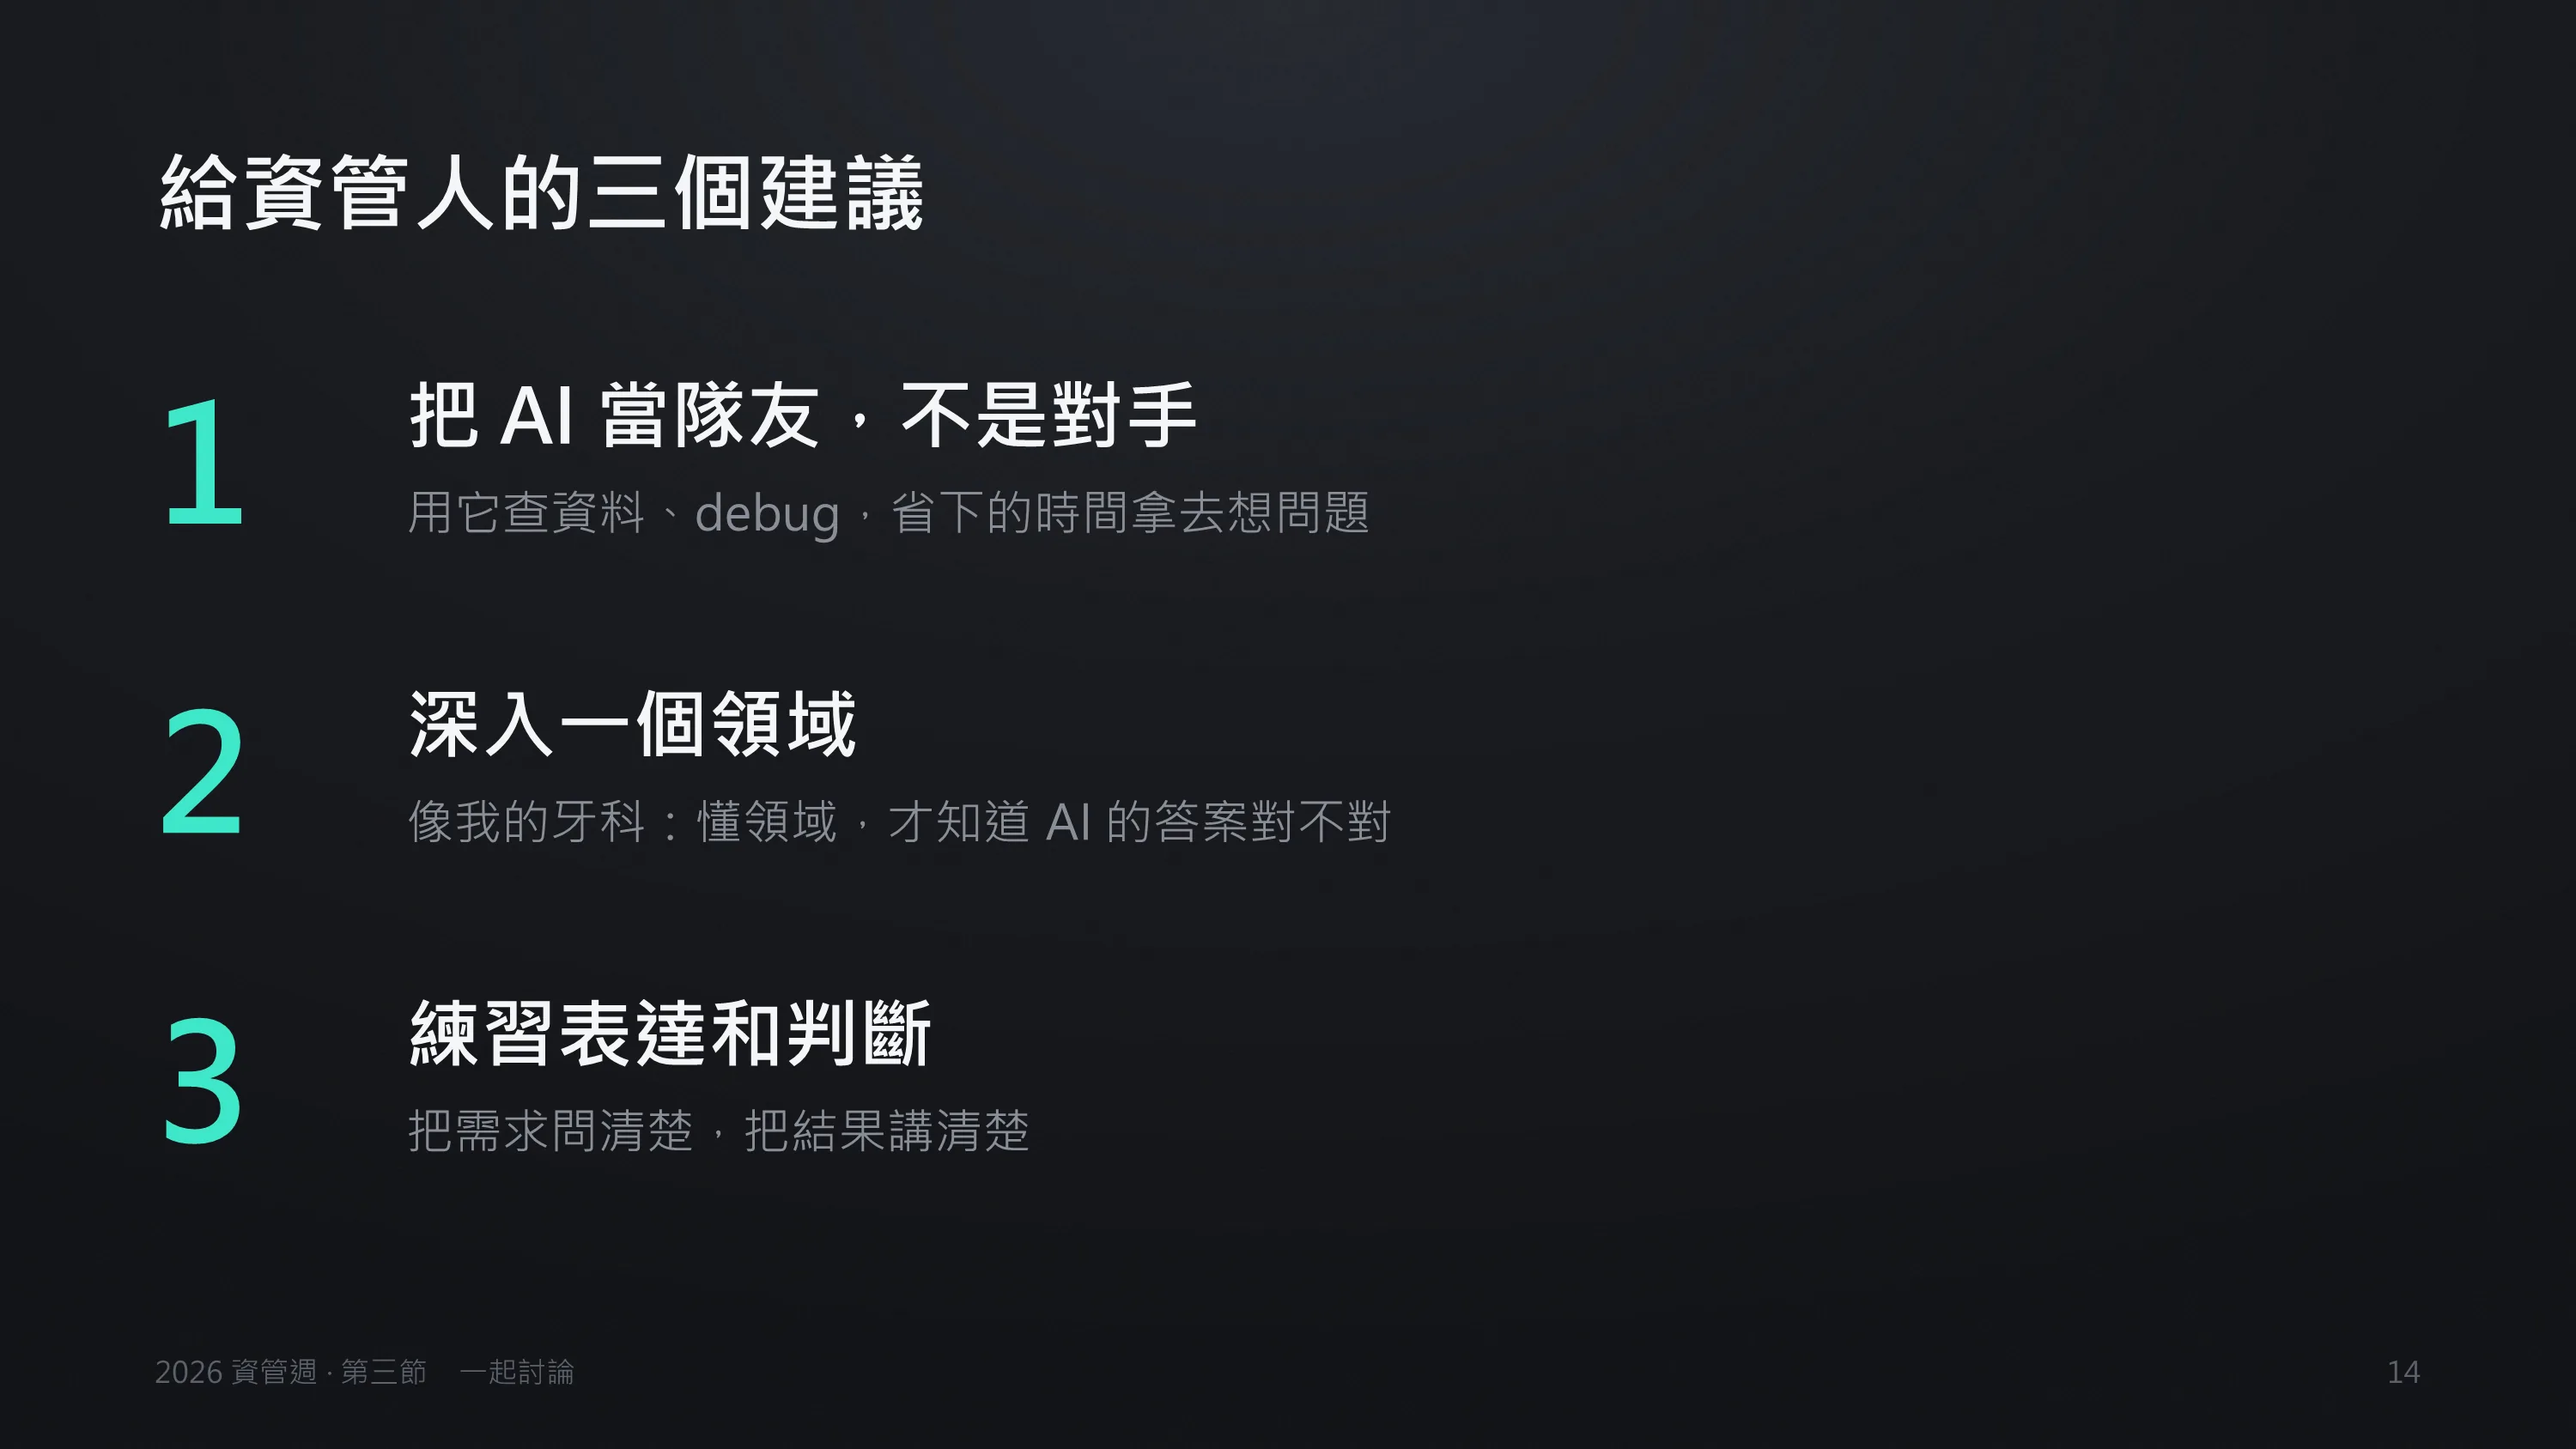 給資管人的三個建議
1
把 AI 當隊友，不是對手
用它查資料、debug，省下的時間拿去想問題
2
深入一個領域
像我的牙科：懂領域，才知道 AI 的答案對不對
3
練習表達和判斷
把需求問清楚，把結果講清楚
2026 資管週 · 第三節　一起討論
14